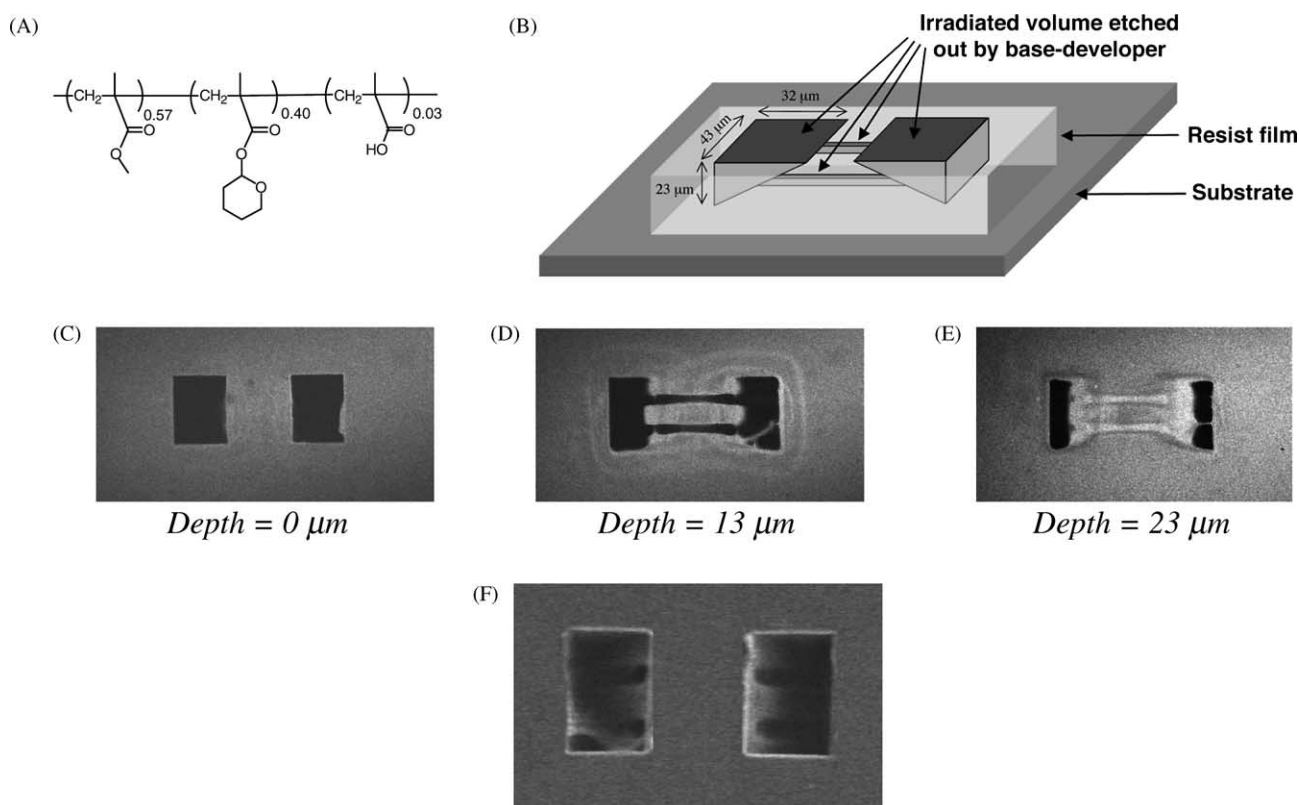 (A)
(CH₂
)0.57
(CH₂
)0.40
(CH₂
)0.03
O
O
O
O
O
HO
O
(B)
Irradiated volume etched
out by base-developer
32 µm
43 µm
23 µm
Resist film
Substrate
(C)
Depth = 0 µm
(D)
Depth = 13 µm
(E)
Depth = 23 µm
(F)